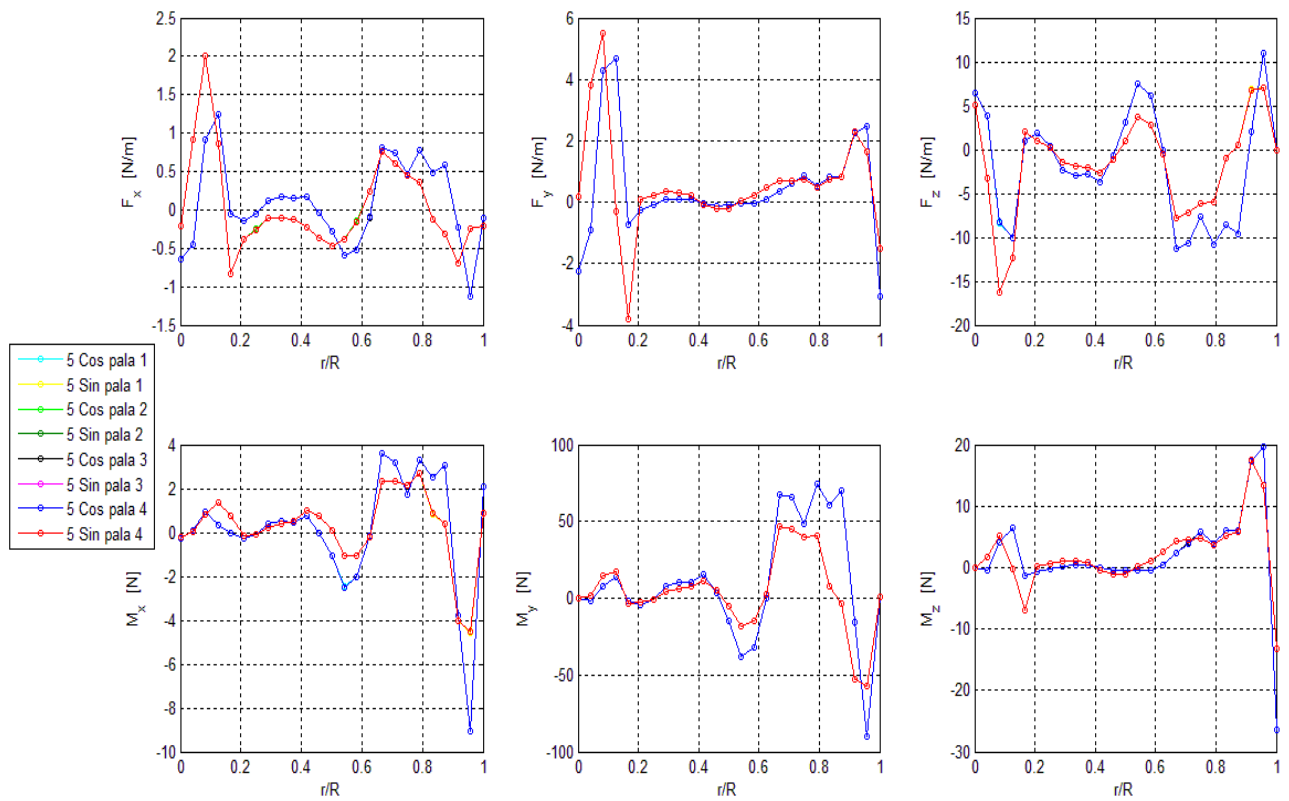 2.5
2
1.5
1
0.5
0
-0.5
-1
-1.5
F_x [N/m]
0 0.2 0.4 0.6 0.8 1
r/R
6
4
2
0
-2
-4
F_y [N/m]
0 0.2 0.4 0.6 0.8 1
r/R
15
10
5
0
-5
-10
-15
-20
F_z [N/m]
0 0.2 0.4 0.6 0.8 1
r/R
5 Cos pala 1
5 Sin pala 1
5 Cos pala 2
5 Sin pala 2
5 Cos pala 3
5 Sin pala 3
5 Cos pala 4
5 Sin pala 4
4
2
0
-2
-4
-6
-8
-10
M_x [N]
0 0.2 0.4 0.6 0.8 1
r/R
100
50
0
-50
-100
M_y [N]
0 0.2 0.4 0.6 0.8 1
r/R
20
10
0
-10
-20
-30
M_z [N]
0 0.2 0.4 0.6 0.8 1
r/R